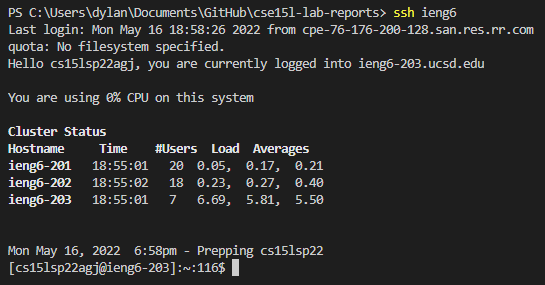 PS C:\Users\dylan\Documents\GitHub\cse15l-lab-reports> ssh ieng6
Last login: Mon May 16 18:58:26 2022 from cpe-76-176-200-128.san.res.rr.com
quota: No filesystem specified.
Hello cs15lsp22agj, you are currently logged into ieng6-203.ucsd.edu
You are using 0% CPU on this system
Cluster Status
Hostname     Time    #Users  Load  Averages
ieng6-201   18:55:01   20  0.05,  0.17,  0.21
ieng6-202   18:55:02   18  0.23,  0.27,  0.40
ieng6-203   18:55:01   7   6.69,  5.81,  5.50
Mon May 16, 2022  6:58pm - Prepping cs15lsp22
[cs15lsp22agj@ieng6-203]:~:116$